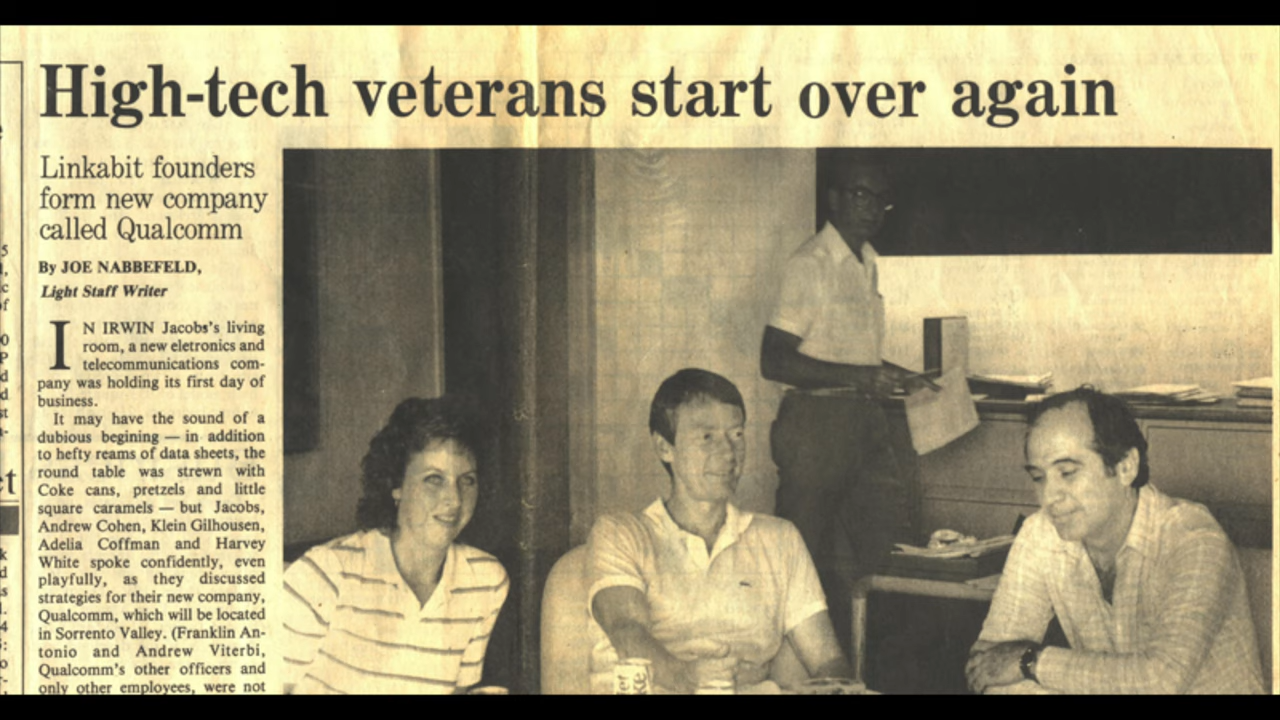 High-tech veterans start over again
Linkabit founders
form new company
called Qualcomm
By JOE NABBEFELD,
Light Staff Writer
IN IRWIN Jacobs's living
room, a new eletronics and
telecommunications com-
pany was holding its first day of
business.
It may have the sound of a
dubious begining — in addition
to hefty reams of data sheets, the
round table was strewn with
Coke cans, pretzels and little
square caramels — but Jacobs,
Andrew Cohen, Klein Gilhousen,
Adelia Coffman and Harvey
White spoke confidently, even
playfully, as they discussed
strategies for their new company,
Qualcomm, which will be located
in Sorrento Valley. (Franklin An-
tonio and Andrew Viterbi,
Qualcomm's other officers and
only other employees, were not